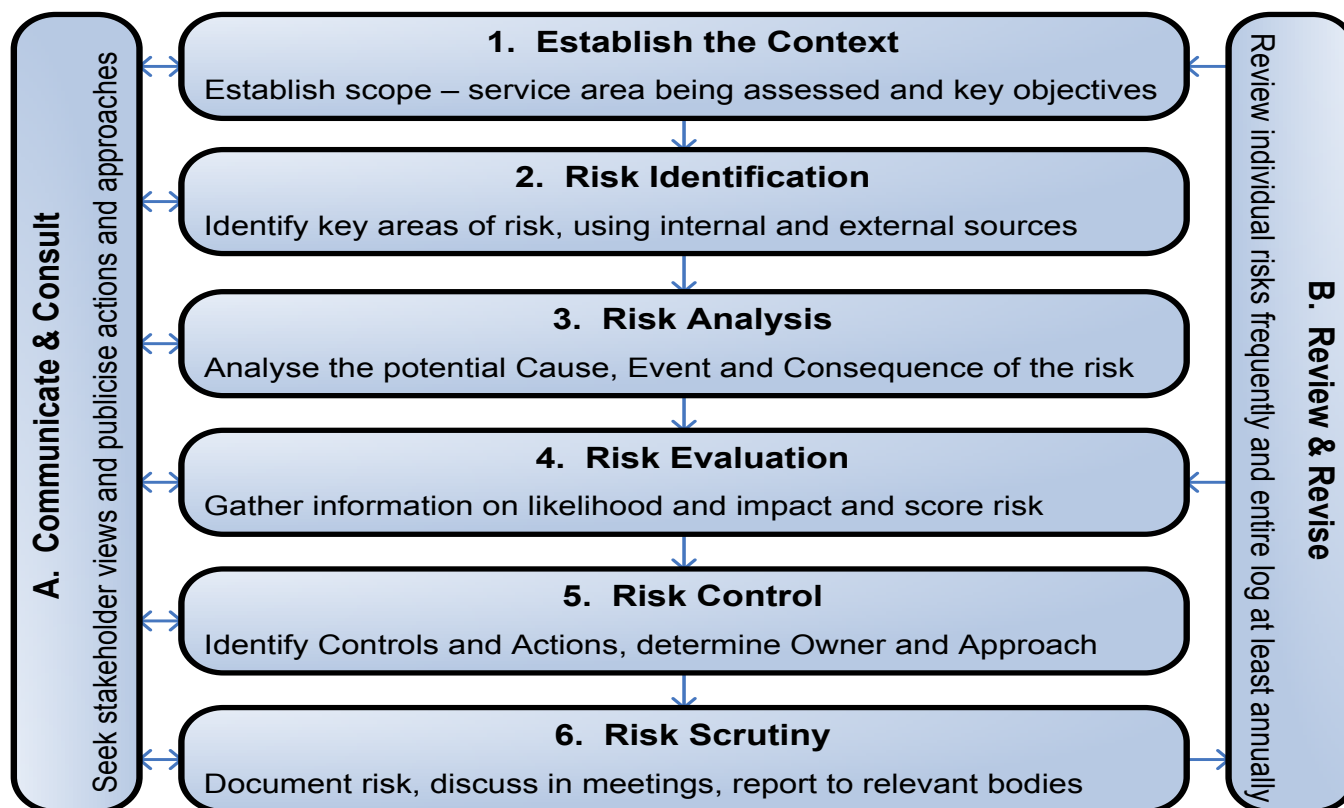 A. Communicate & Consult
Seek stakeholder views and publicise actions and approaches
1. Establish the Context
Establish scope – service area being assessed and key objectives
2. Risk Identification
Identify key areas of risk, using internal and external sources
3. Risk Analysis
Analyse the potential Cause, Event and Consequence of the risk
4. Risk Evaluation
Gather information on likelihood and impact and score risk
5. Risk Control
Identify Controls and Actions, determine Owner and Approach
6. Risk Scrutiny
Document risk, discuss in meetings, report to relevant bodies
B. Review & Revise
Review individual risks frequently and entire log at least annually